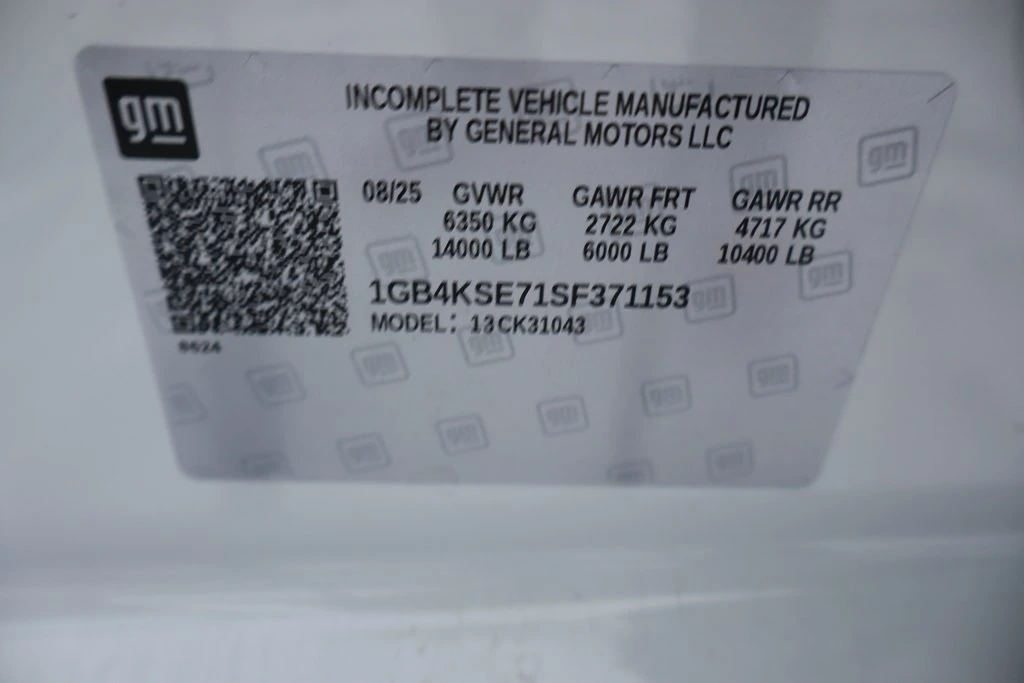 gm
INCOMPLETE VEHICLE MANUFACTURED
BY GENERAL MOTORS LLC
08/25 GVWR GAWR FRT GAWR RR
6350 KG 2722 KG 4717 KG
14000 LB 6000 LB 10400 LB
1GB4KSE71SF371153
MODEL: 13CK31043